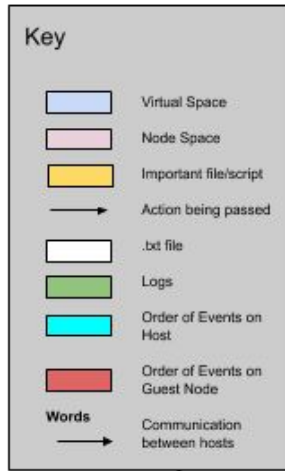 Key
Virtual Space
Node Space
Important file/script
Action being passed
.txt file
Logs
Order of Events on
Host
Order of Events on
Guest Node
Words
Communication
between hosts